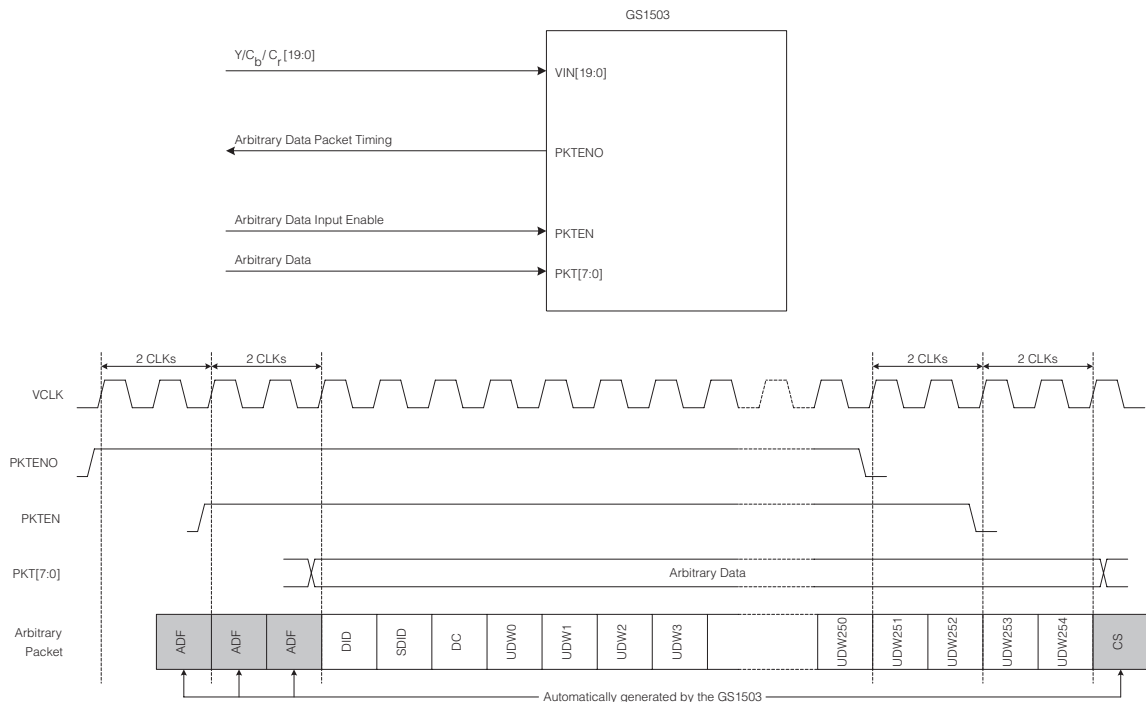 GS1503
Y/Cb/Cr[19:0]
VIN[19:0]
Arbitrary Data Packet Timing
PKTENO
Arbitrary Data Input Enable
PKTEN
Arbitrary Data
PKT[7:0]
2 CLKs
2 CLKs
2 CLKs
2 CLKs
VCLK
PKTENO
PKTEN
PKT[7:0]
Arbitrary Data
Arbitrary
Packet
ADF
ADF
ADF
DID
SDID
DC
UDW0
UDW1
UDW2
UDW3
UDW250
UDW251
UDW252
UDW253
UDW254
CS
Automatically generated by the GS1503